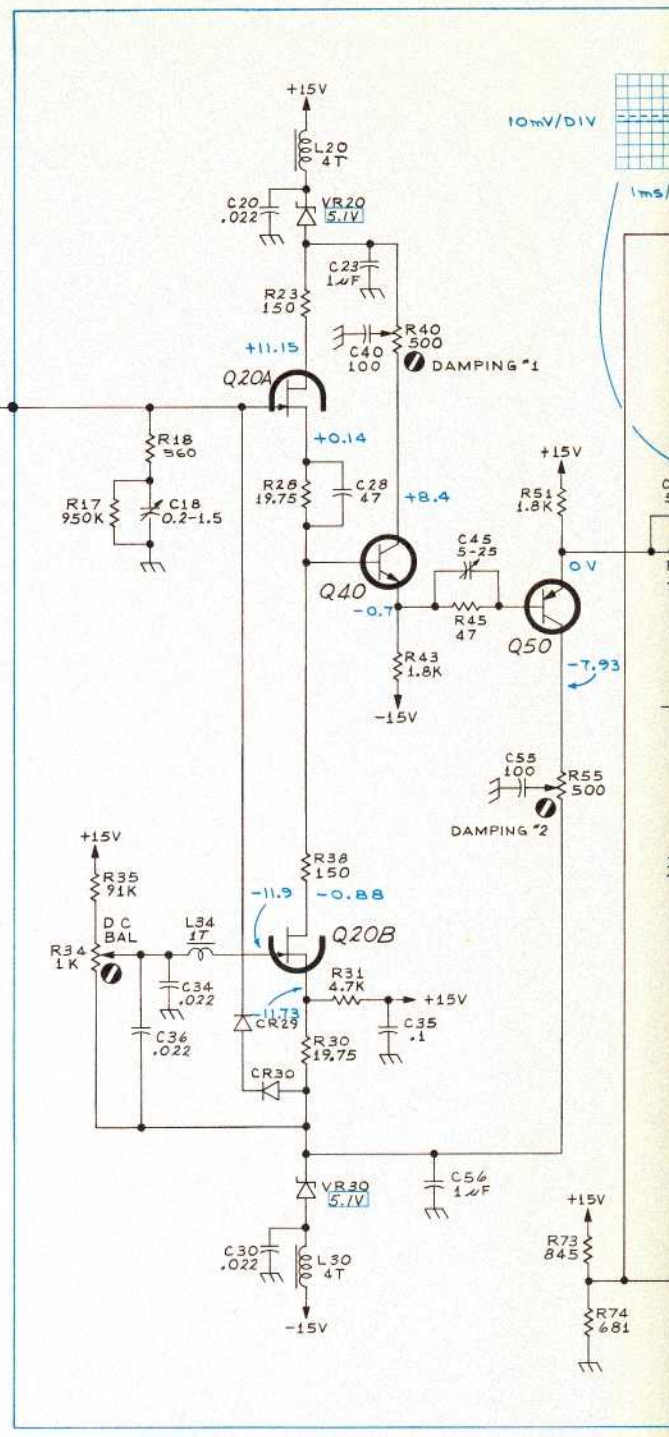 +15V
L20
4T
10mV/DIV
1ms/
C20
.022
VR20
5.1V
C23
1µF
R23
150
R40
500
C40
100
DAMPING #1
+11.15
Q20A
+0.14
R18
560
R28
19.75
C28
47
R17
950K
C18
0.2-1.5
+8.4
+15V
R51
1.8K
C45
5-25
0V
Q40
-0.7
R45
47
Q50
R43
1.8K
-15V
-7.93
C55
100
R55
500
DAMPING #2
+15V
R35
91K
R38
150
-11.9
-0.88
DC
BAL
L34
1T
R34
1K
Q20B
R31
4.7K
+15V
C34
.022
-11.73
C35
.1
C36
.022
CR29
R30
19.75
CR30
VR30
5.1V
C56
1µF
C30
.022
L30
4T
-15V
+15V
R73
845
R74
681